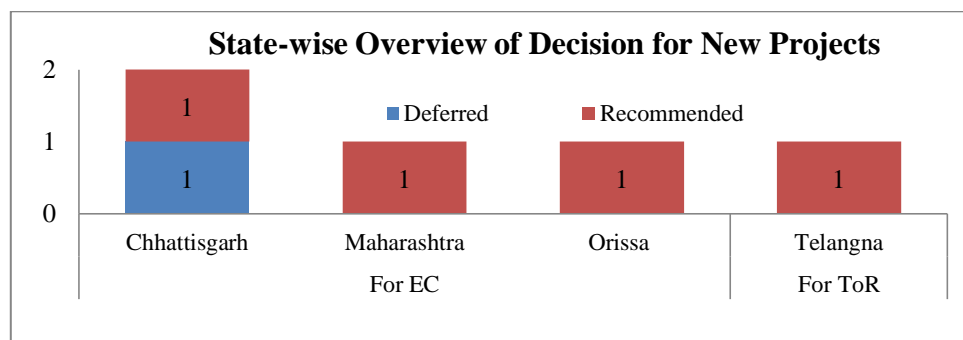 State-wise Overview of Decision for New Projects
2
1
0
Deferred Recommended
1
1
1
1
1
Chhattisgarh Maharashtra Orissa Telangna
For EC For ToR